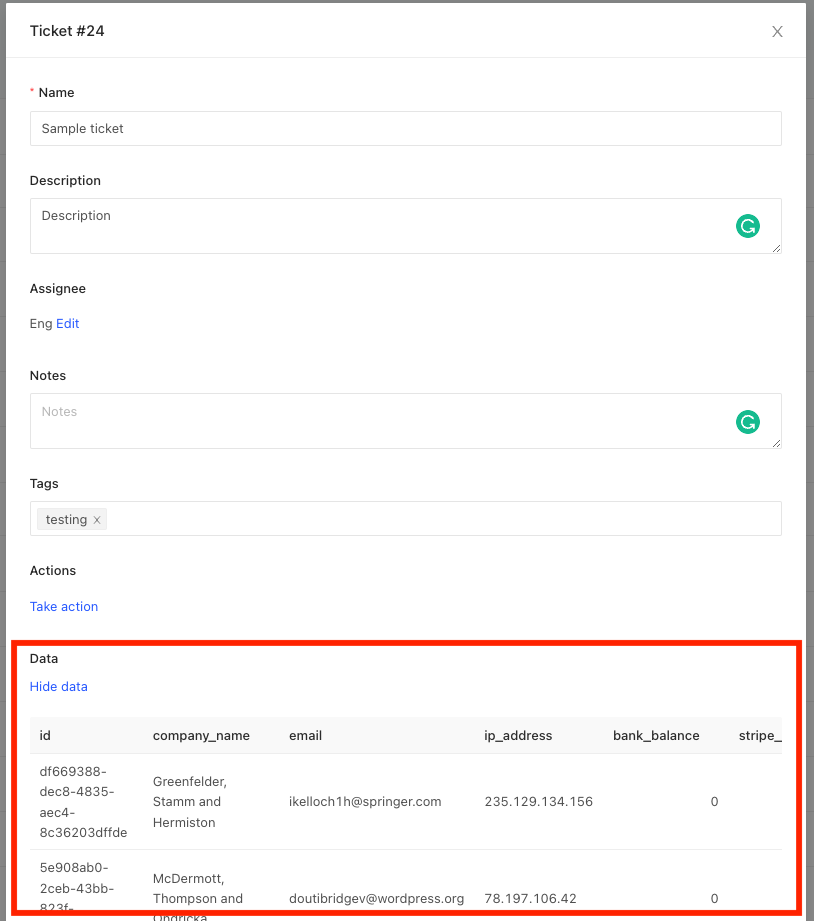 Ticket #24
* Name
Sample ticket
Description
Description
Assignee
Eng Edit
Notes
Notes
Tags
testing
Actions
Take action
Data
Hide data
id company_name email ip_address bank_balance stripe_
df669388-
dec8-4835-
aec4-
8c36203dffde
Greenfelder,
Stamm and
Hermiston
ikelloch1h@springer.com 235.129.134.156 0
5e908ab0-
2ceb-43bb-
823f-
McDermott,
Thompson and
Ondricka
doutibridgev@wordpress.org 78.197.106.42 0